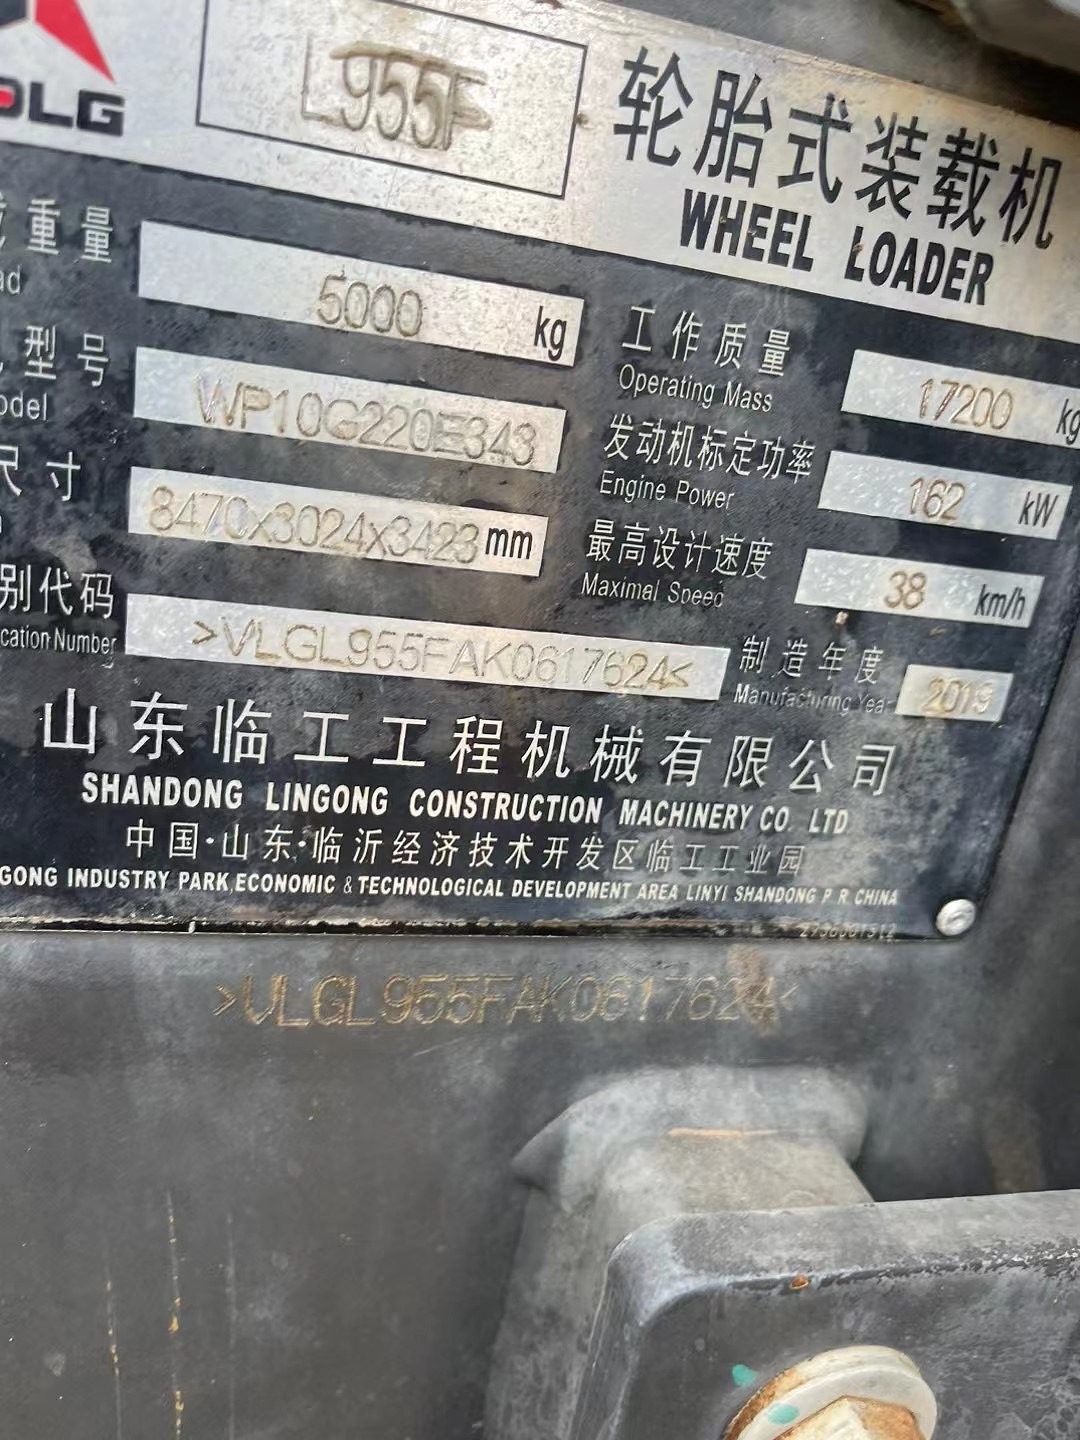 DLG
L955F
轮胎式装载机
WHEEL LOADER
重量
5000 kg
工作质量
Operating Mass
17200 kg
型号
WP10G220E343
发动机标定功率
Engine Power
162 kW
尺寸
8470x3024x3423 mm
最高设计速度
Maximal Speed
38 km/h
别代码
cation Number
>VLGL955FAK0617624<
制造年度
Manufacturing Year
2019
山东临工工程机械有限公司
SHANDONG LINGONG CONSTRUCTION MACHINERY CO. LTD
中国·山东·临沂经济技术开发区临工工业园
GONG INDUSTRY PARK,ECONOMIC & TECHNOLOGICAL DEVELOPMENT AREA LINYI SHANDONG P R CHINA
>VLGL955FAK0617624<